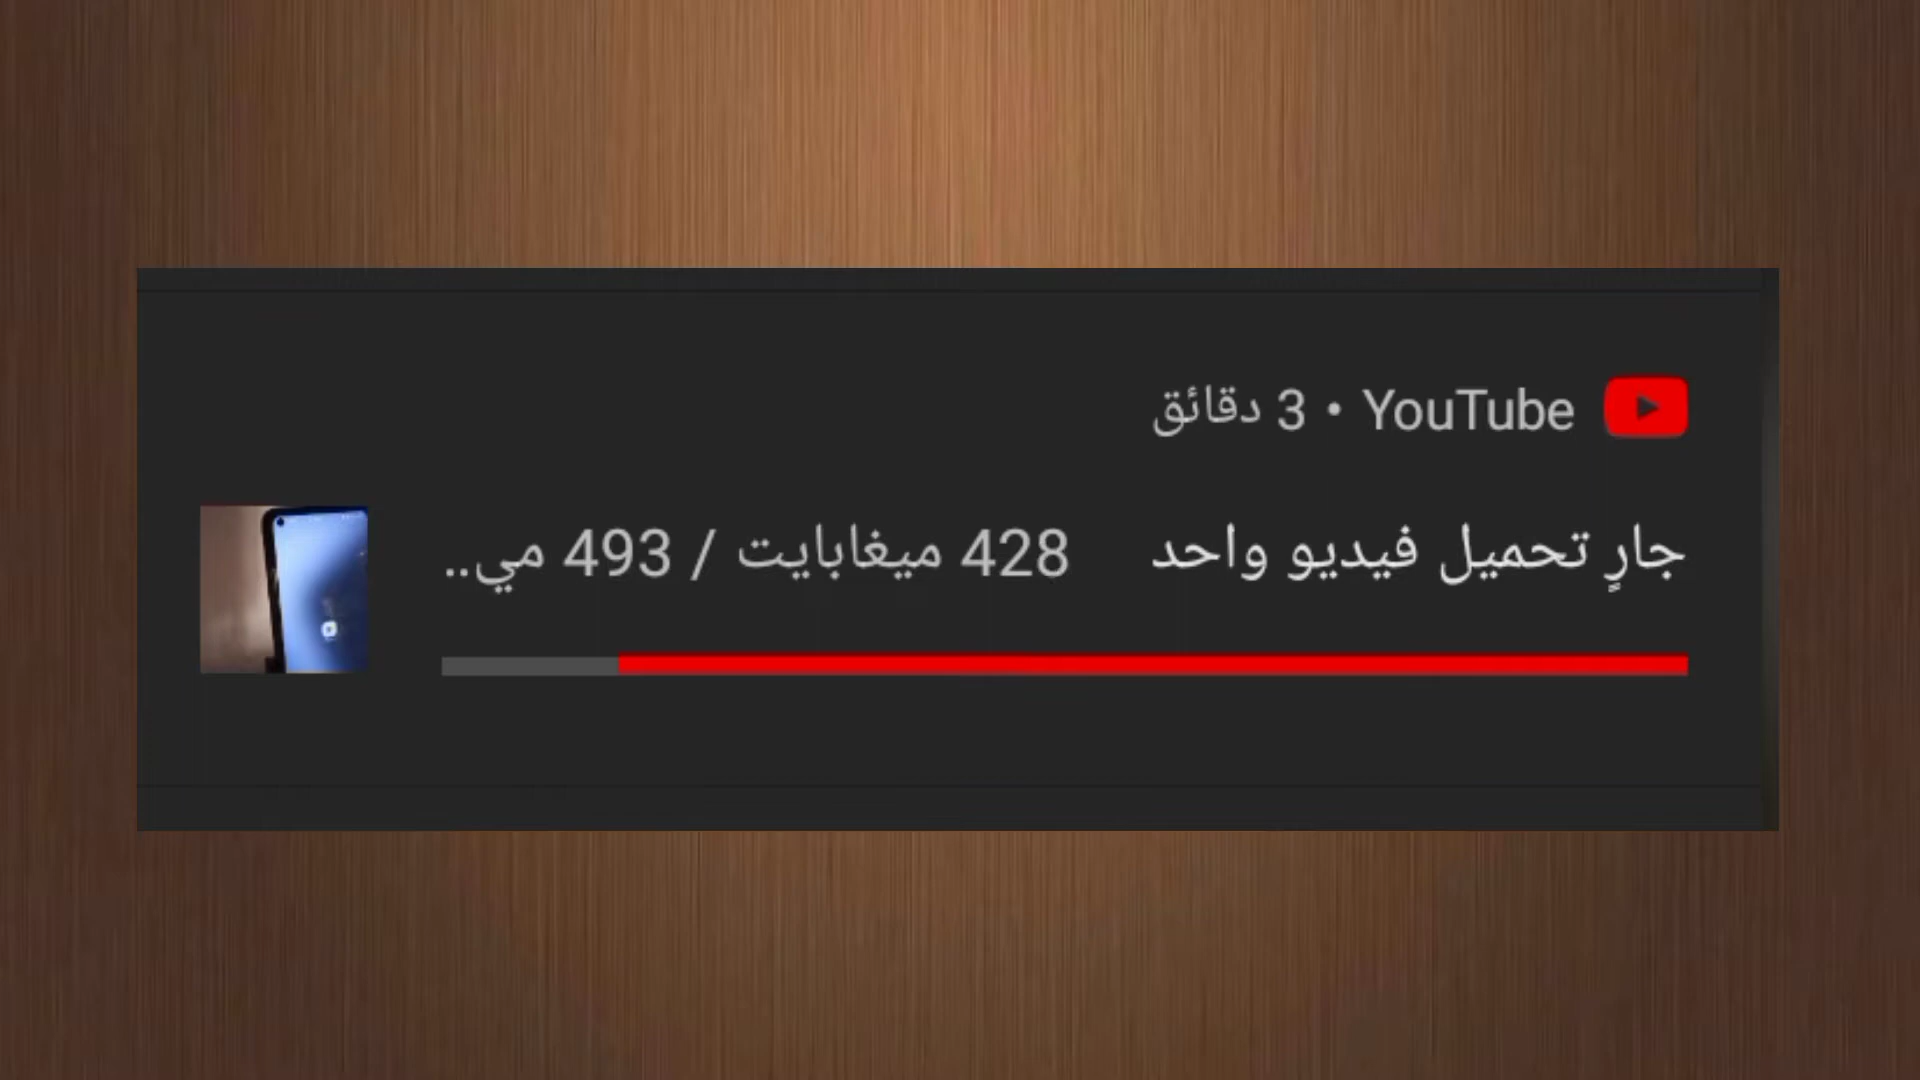 YouTube • 3 دقائق
جارٍ تحميل فيديو واحد 428 ميغابايت / 493 مي..